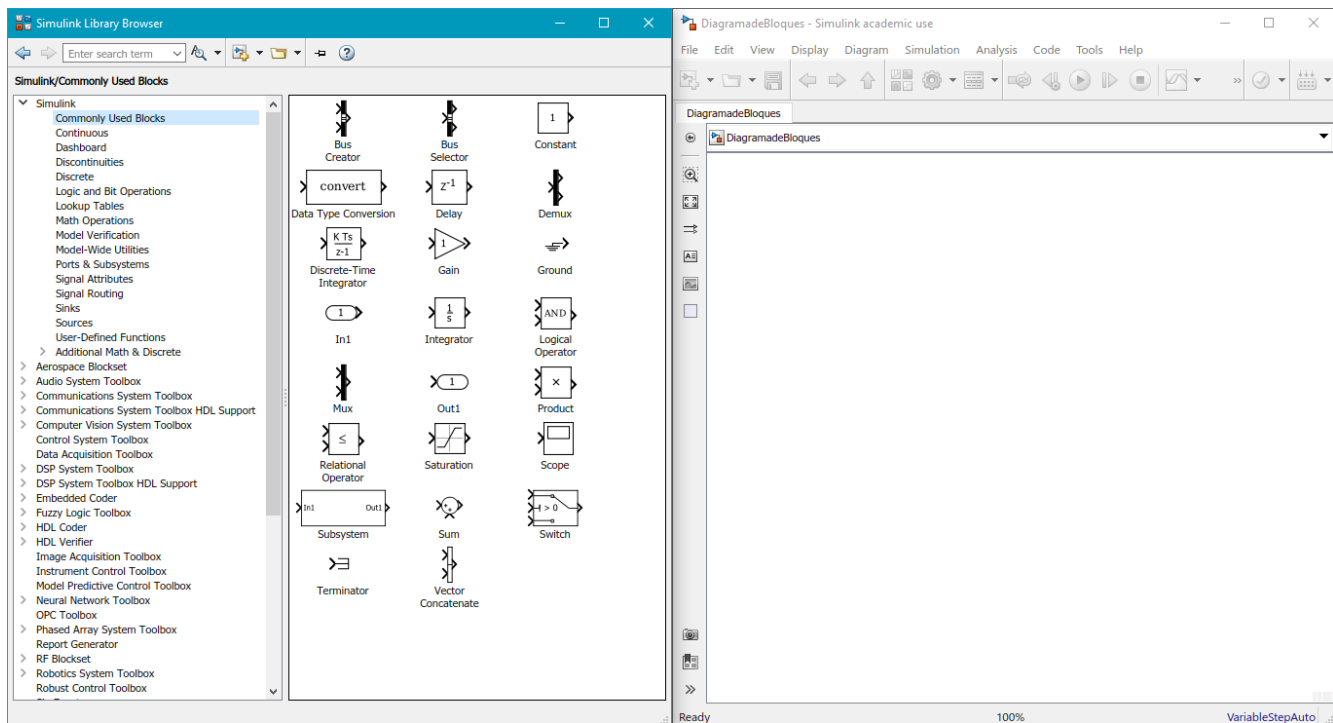 Simulink Library Browser
Enter search term
Simulink/Commonly Used Blocks
Simulink
Commonly Used Blocks
Continuous
Dashboard
Discontinuities
Discrete
Logic and Bit Operations
Lookup Tables
Math Operations
Model Verification
Model-Wide Utilities
Ports & Subsystems
Signal Attributes
Signal Routing
Sinks
Sources
User-Defined Functions
Additional Math & Discrete
Aerospace Blockset
Audio System Toolbox
Communications System Toolbox
Communications System Toolbox HDL Support
Computer Vision System Toolbox
Control System Toolbox
Data Acquisition Toolbox
DSP System Toolbox
DSP System Toolbox HDL Support
Embedded Coder
Fuzzy Logic Toolbox
HDL Coder
HDL Verifier
Image Acquisition Toolbox
Instrument Control Toolbox
Model Predictive Control Toolbox
Neural Network Toolbox
OPC Toolbox
Phased Array System Toolbox
Report Generator
RF Blockset
Robotics System Toolbox
Robust Control Toolbox
Bus
Creator
Bus
Selector
1
Constant
convert
Data Type Conversion
z-1
Delay
Demux
K Ts
z-1
Discrete-Time
Integrator
1
Gain
Ground
1
In1
1
s
Integrator
AND
Logical
Operator
Mux
1
Out1
×
Product
≤
Relational
Operator
Saturation
Scope
In1 Out1
Subsystem
++
Sum
> 0
Switch
Terminator
Vector
Concatenate
DiagramadeBloques - Simulink academic use
File Edit View Display Diagram Simulation Analysis Code Tools Help
DiagramadeBloques
DiagramadeBloques
Ready 100% VariableStepAuto